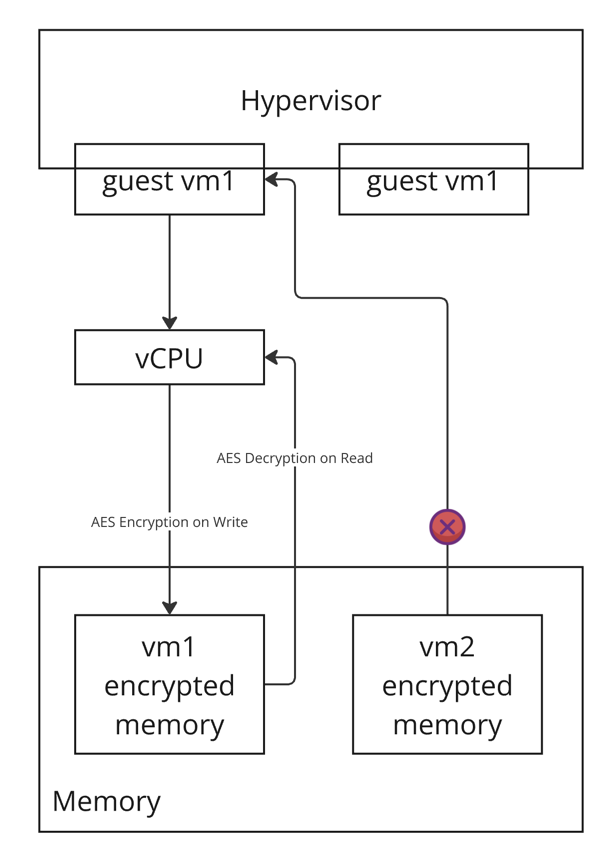 Hypervisor
guest vm1
guest vm1
vCPU
AES Decryption on Read
AES Encryption on Write
vm1
encrypted
memory
vm2
encrypted
memory
Memory